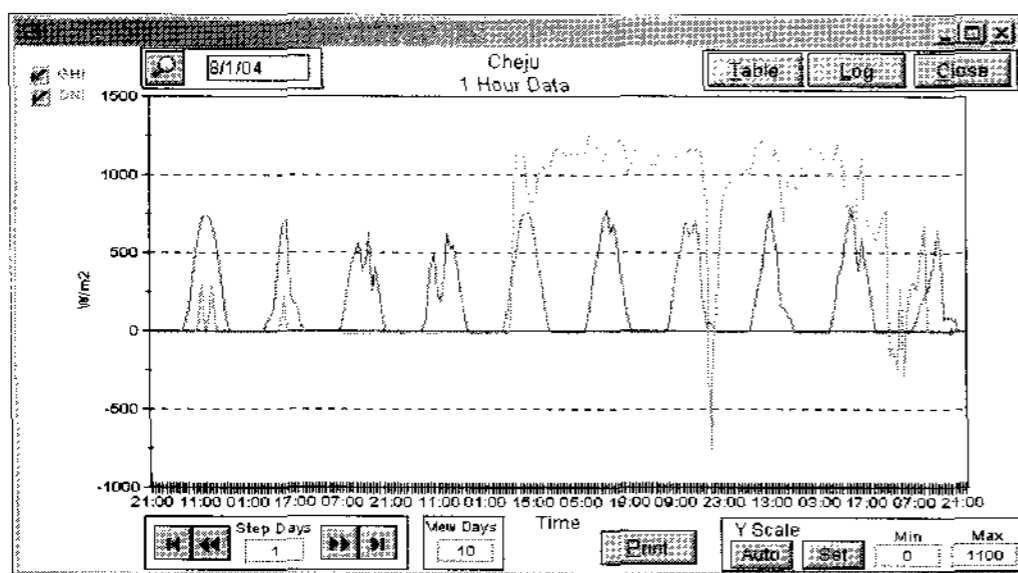 8/1/04
Cheju
1 Hour Data
Table
Log
Close
GHI
DNI
1500
1000
500
0
-500
-1000
W/m2
21:00 11:00 01:00 17:00 07:00 21:00 11:00 01:00 15:00 05:00 19:00 09:00 23:00 13:00 03:00 17:00 07:00 21:00
Time
Step Days
1
View Days
10
Print
Y Scale
Auto
Set
Min
0
Max
1100